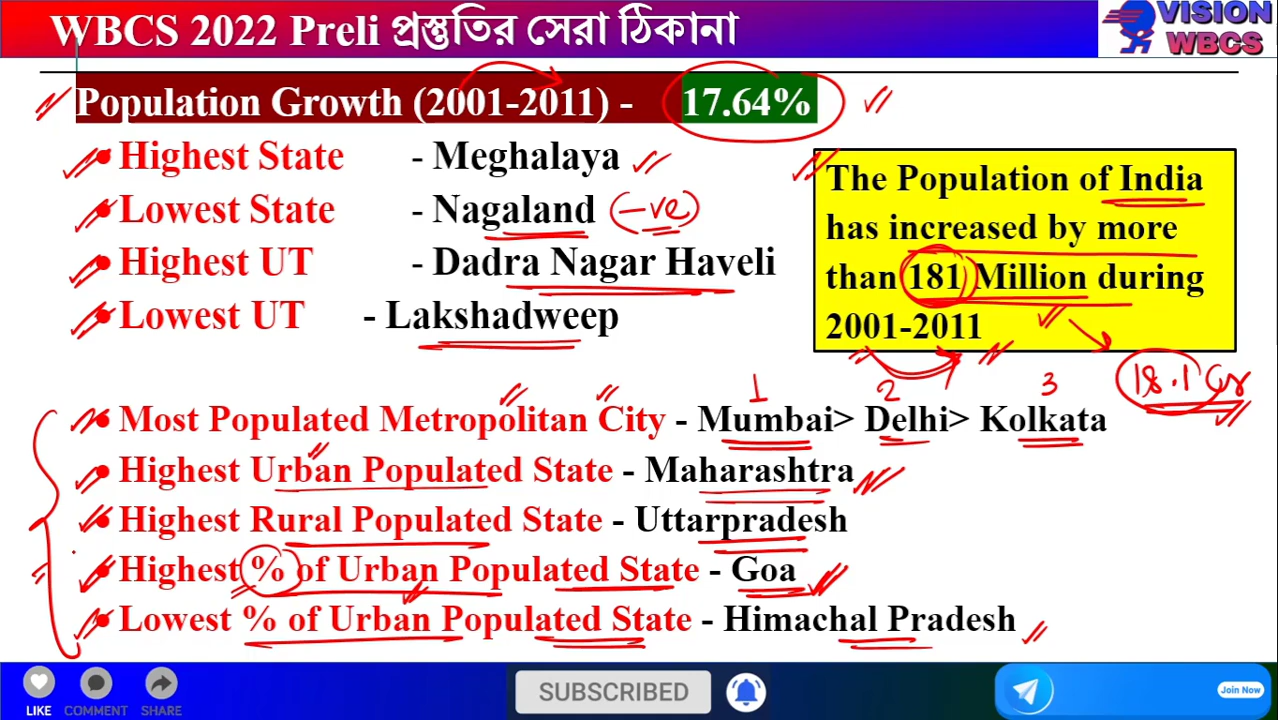 WBCS 2022 Preli প্রস্তুতির সেরা ঠিকানা
VISION
WBCS
Population Growth (2001-2011) - 17.64%
• Highest State - Meghalaya
• Lowest State - Nagaland (-ve)
• Highest UT - Dadra Nagar Haveli
• Lowest UT - Lakshadweep
The Population of India
has increased by more
than 181 Million during
2001-2011
18.1 Cr
1 2 3
• Most Populated Metropolitan City - Mumbai> Delhi> Kolkata
• Highest Urban Populated State - Maharashtra
• Highest Rural Populated State - Uttarpradesh
• Highest % of Urban Populated State - Goa
• Lowest % of Urban Populated State - Himachal Pradesh
LIKE COMMENT SHARE
SUBSCRIBED
Join Now